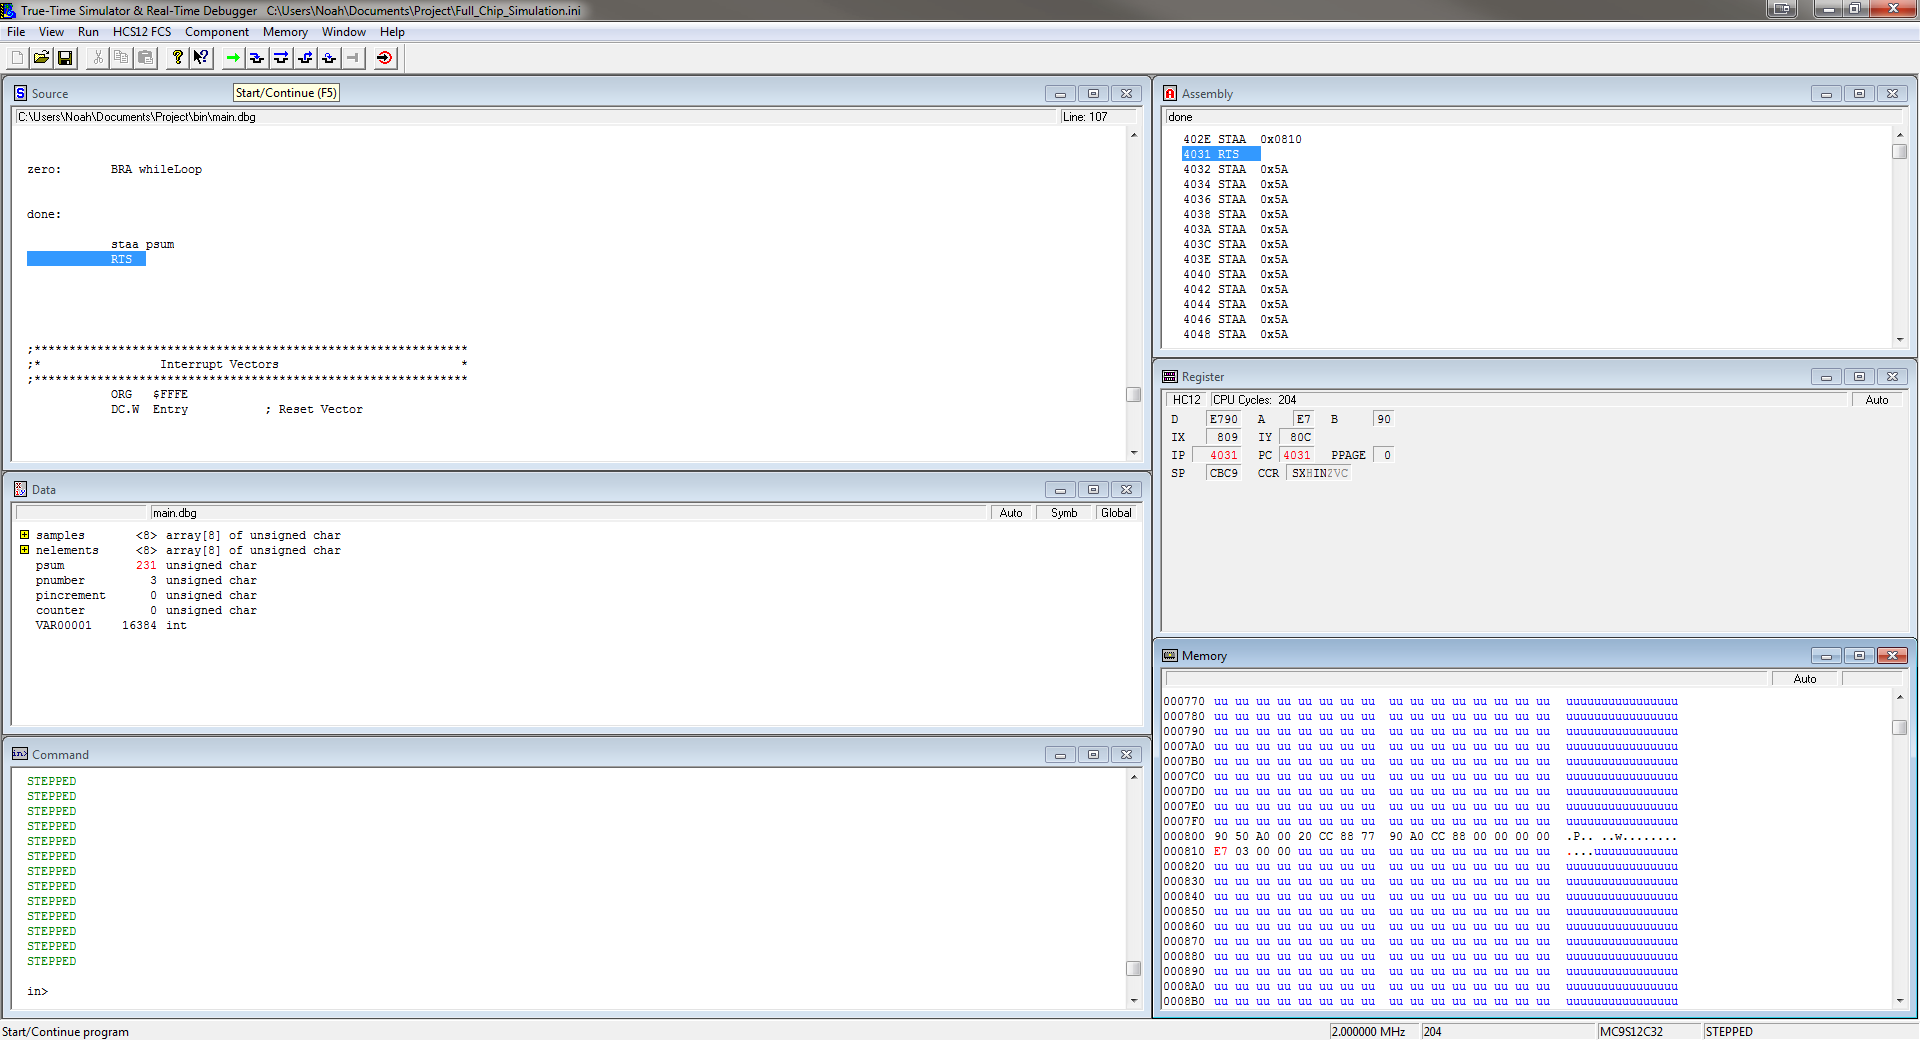 True-Time Simulator & Real-Time Debugger C:\Users\Noah\Documents\Project\Full_Chip_Simulation.ini
File View Run HCS12 FCS Component Memory Window Help
Source
Start/Continue (F5)
C:\Users\Noah\Documents\Project\bin\main.dbg Line: 107
zero: BRA whileLoop
done:
staa psum
RTS
;**************************************************************
;* Interrupt Vectors *
;**************************************************************
ORG $FFFE
DC.W Entry ; Reset Vector
Data
main.dbg Auto Symb Global
samples <8> array[8] of unsigned char
nelements <8> array[8] of unsigned char
psum 231 unsigned char
pnumber 3 unsigned char
pincrement 0 unsigned char
counter 0 unsigned char
VAR00001 16384 int
Command
STEPPED
STEPPED
STEPPED
STEPPED
STEPPED
STEPPED
STEPPED
STEPPED
STEPPED
STEPPED
STEPPED
STEPPED
STEPPED
in>
Assembly
done
402E STAA 0x0810
4031 RTS
4032 STAA 0x5A
4034 STAA 0x5A
4036 STAA 0x5A
4038 STAA 0x5A
403A STAA 0x5A
403C STAA 0x5A
403E STAA 0x5A
4040 STAA 0x5A
4042 STAA 0x5A
4044 STAA 0x5A
4046 STAA 0x5A
4048 STAA 0x5A
Register
HC12 CPU Cycles: 204 Auto
D E790 A E7 B 90
IX 809 IY 80C
IP 4031 PC 4031 PPAGE 0
SP CBC9 CCR SXHINZVC
Memory
Auto
000770 uu uu uu uu uu uu uu uu uu uu uu uu uu uu uu uu uuuuuuuuuuuuuuuu
000780 uu uu uu uu uu uu uu uu uu uu uu uu uu uu uu uu uuuuuuuuuuuuuuuu
000790 uu uu uu uu uu uu uu uu uu uu uu uu uu uu uu uu uuuuuuuuuuuuuuuu
0007A0 uu uu uu uu uu uu uu uu uu uu uu uu uu uu uu uu uuuuuuuuuuuuuuuu
0007B0 uu uu uu uu uu uu uu uu uu uu uu uu uu uu uu uu uuuuuuuuuuuuuuuu
0007C0 uu uu uu uu uu uu uu uu uu uu uu uu uu uu uu uu uuuuuuuuuuuuuuuu
0007D0 uu uu uu uu uu uu uu uu uu uu uu uu uu uu uu uu uuuuuuuuuuuuuuuu
0007E0 uu uu uu uu uu uu uu uu uu uu uu uu uu uu uu uu uuuuuuuuuuuuuuuu
0007F0 uu uu uu uu uu uu uu uu uu uu uu uu uu uu uu uu uuuuuuuuuuuuuuuu
000800 90 50 A0 00 20 CC 88 77 90 A0 CC 88 00 00 00 00 .P.. ..w........
000810 E7 03 00 00 uu uu uu uu uu uu uu uu uu uu uu uu ....uuuuuuuuuuuu
000820 uu uu uu uu uu uu uu uu uu uu uu uu uu uu uu uu uuuuuuuuuuuuuuuu
000830 uu uu uu uu uu uu uu uu uu uu uu uu uu uu uu uu uuuuuuuuuuuuuuuu
000840 uu uu uu uu uu uu uu uu uu uu uu uu uu uu uu uu uuuuuuuuuuuuuuuu
000850 uu uu uu uu uu uu uu uu uu uu uu uu uu uu uu uu uuuuuuuuuuuuuuuu
000860 uu uu uu uu uu uu uu uu uu uu uu uu uu uu uu uu uuuuuuuuuuuuuuuu
000870 uu uu uu uu uu uu uu uu uu uu uu uu uu uu uu uu uuuuuuuuuuuuuuuu
000880 uu uu uu uu uu uu uu uu uu uu uu uu uu uu uu uu uuuuuuuuuuuuuuuu
000890 uu uu uu uu uu uu uu uu uu uu uu uu uu uu uu uu uuuuuuuuuuuuuuuu
0008A0 uu uu uu uu uu uu uu uu uu uu uu uu uu uu uu uu uuuuuuuuuuuuuuuu
0008B0 uu uu uu uu uu uu uu uu uu uu uu uu uu uu uu uu uuuuuuuuuuuuuuuu
Start/Continue program 2.000000 MHz 204 MC9S12C32 STEPPED